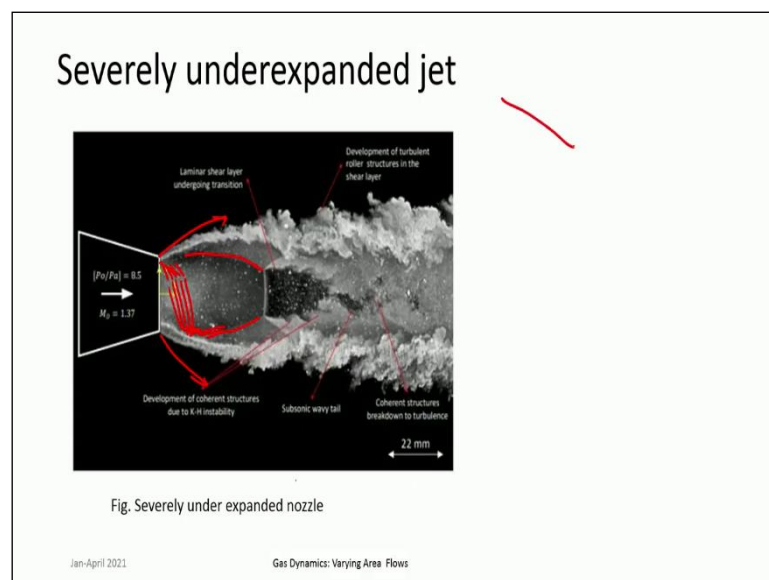 Severely underexpanded jet
Development of turbulent
roller structures in the
shear layer
Laminar shear layer
undergoing transition
[Po/Pa] = 8.5
M_D = 1.37
Development of coherent structures
due to K-H instability
Subsonic wavy tail
Coherent structures
breakdown to turbulence
22 mm
Fig. Severely under expanded nozzle
Jan-April 2021
Gas Dynamics: Varying Area Flows